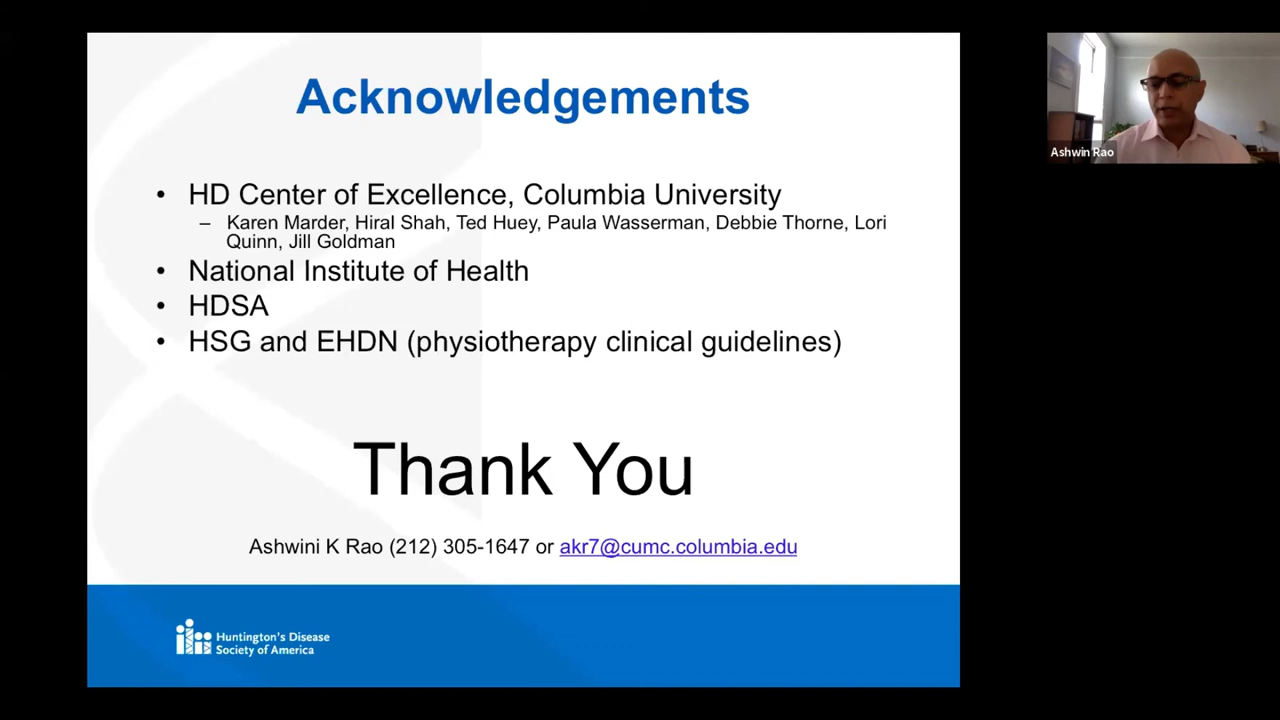 Acknowledgements
• HD Center of Excellence, Columbia University
– Karen Marder, Hiral Shah, Ted Huey, Paula Wasserman, Debbie Thorne, Lori
Quinn, Jill Goldman
• National Institute of Health
• HDSA
• HSG and EHDN (physiotherapy clinical guidelines)
Thank You
Ashwini K Rao (212) 305-1647 or akr7@cumc.columbia.edu
Huntington's Disease
Society of America
Ashwin Rao